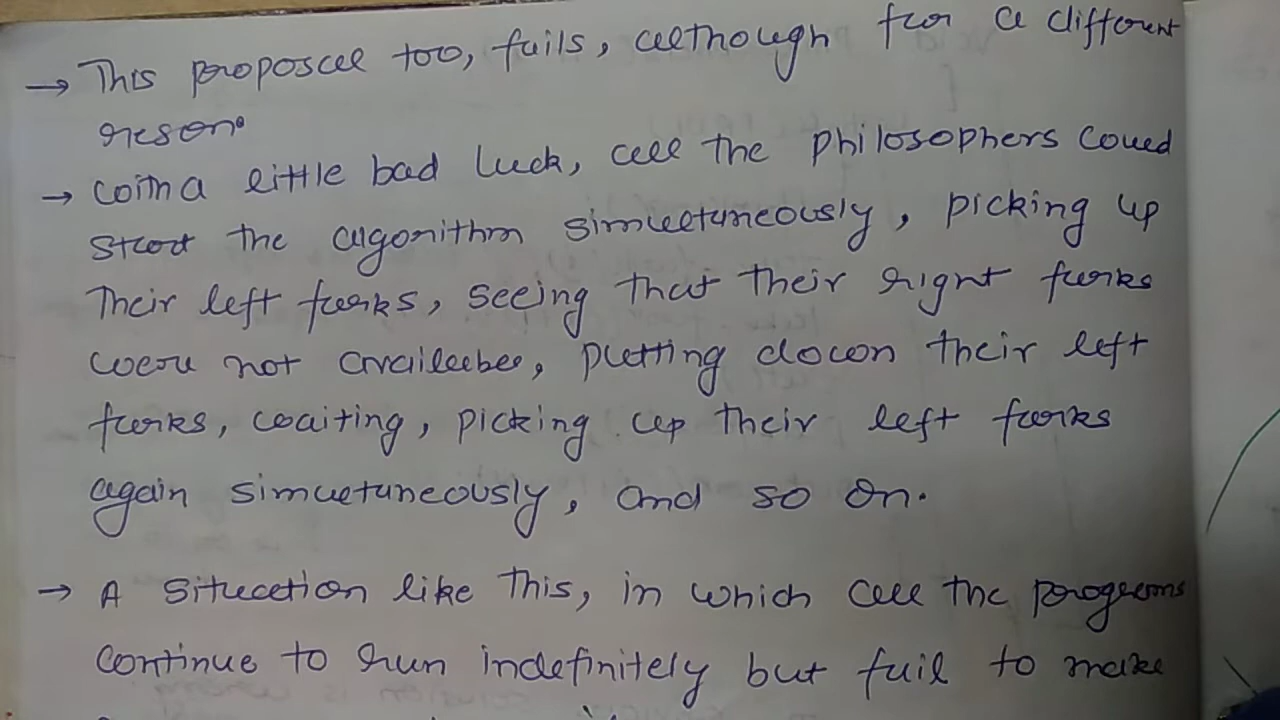 → This proposal too, fails, although for a different
reson.
→ with a little bad luck, all the philosophers could
start the algorithm simultaneously, picking up
Their left forks, seeing that their right forks
were not available, putting down their left
forks, waiting, picking up their left forks
again simultaneously, and so on.
→ A situation like this, in which all the programs
continue to run indefinitely but fail to make